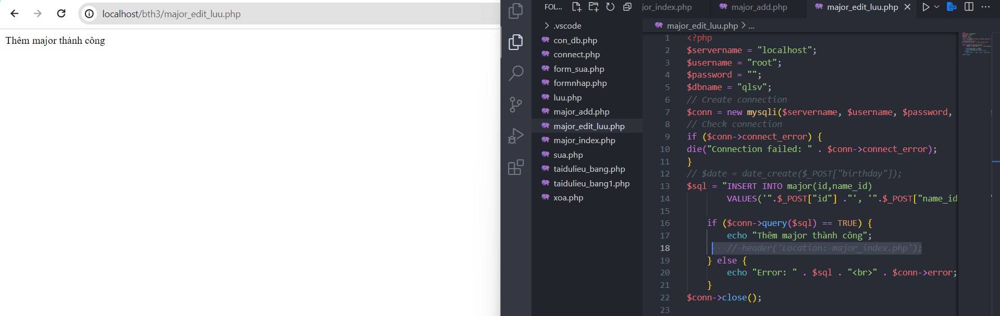 localhost/bth3/major_edit_luu.php
Thêm major thành công
FOL...
jor_index.php
major_add.php
major_edit_luu.php
major_edit_luu.php > ...
.vscode
con_db.php
connect.php
form_sua.php
formnhap.php
luu.php
major_add.php
major_edit_luu.php
major_index.php
sua.php
taidulieu_bang.php
taidulieu_bang1.php
xoa.php
1 <?php
2 $servername = "localhost";
3 $username = "root";
4 $password = "";
5 $dbname = "qlsv";
6 // Create connection
7 $conn = new mysqli($servername, $username, $password,
8 // Check connection
9 if ($conn->connect_error) {
10 die("Connection failed: " . $conn->connect_error);
11 }
12 // $date = date_create($_POST["birthday"]);
13 $sql = "INSERT INTO major(id,name_id)
14 VALUES('".$_POST["id"] ."', '".$_POST["name_id
15
16 if ($conn->query($sql) == TRUE) {
17 echo "Thêm major thành công";
18 // header('Location: major_index.php');
19 } else {
20 echo "Error: " . $sql . "<br>" . $conn->error;
21 }
22 $conn->close();
23